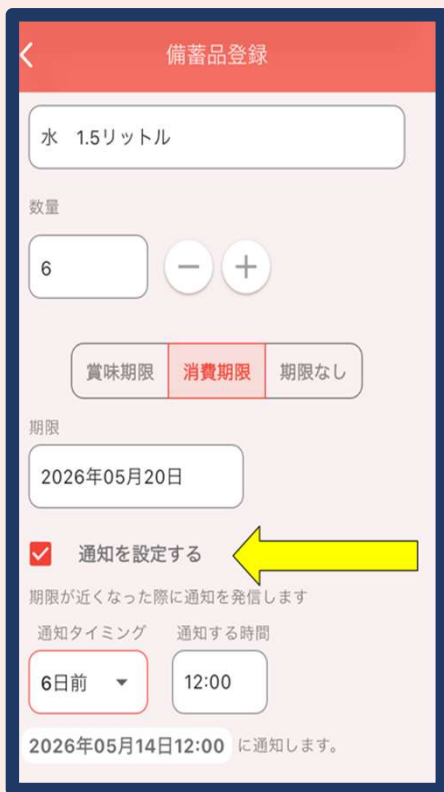 備蓄品登録
水 1.5リットル
数量
6
賞味期限 消費期限 期限なし
期限
2026年05月20日
通知を設定する
期限が近くなった際に通知を発信します
通知タイミング 通知する時間
6日前 12:00
2026年05月14日12:00 に通知します。